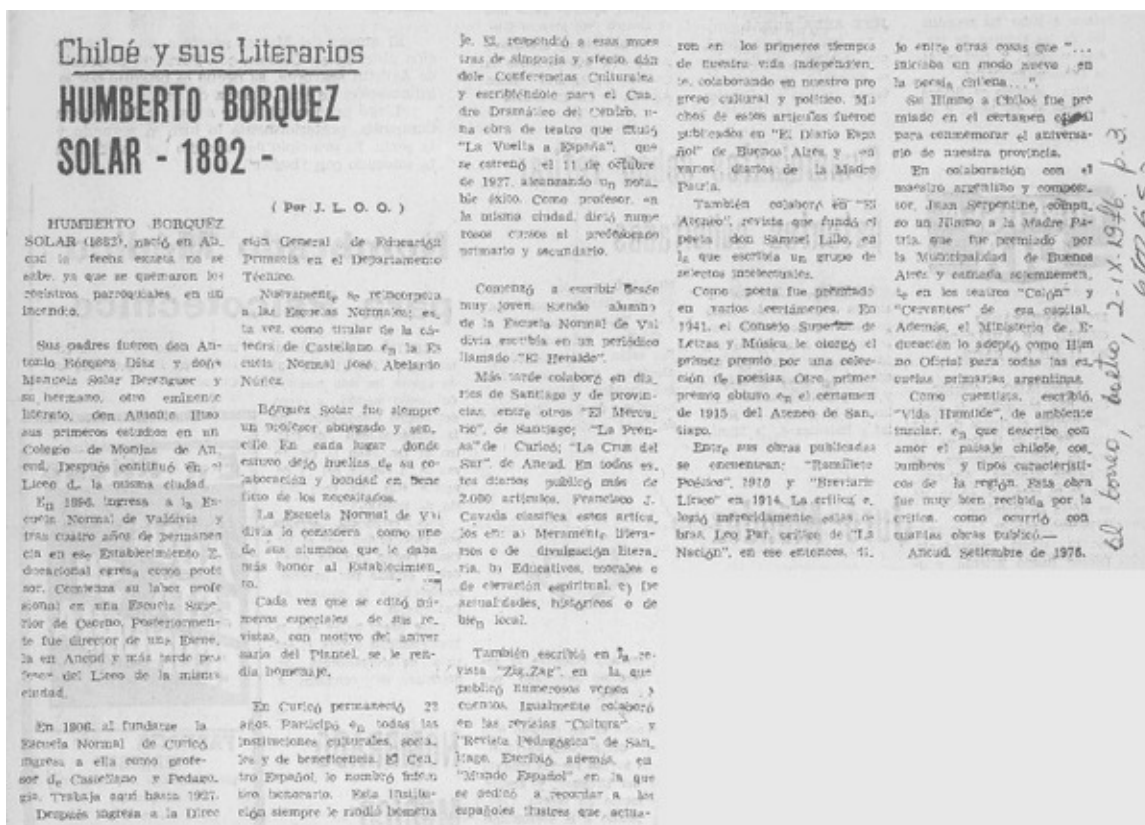 Chiloé y sus Literarios
HUMBERTO BORQUEZ
SOLAR - 1882 -
( Por J. L. O. O. )
HUMBERTO BORQUEZ
SOLAR (1882), nació en An
cud la fecha exacta no se
sabe, ya que se quemaron los
registros parroquiales en un
incendio.
Sus padres fueron don An
tonio Bórquez Díaz y doña
Manuela Solar Berenguer y
su hermano, otro eminente
literato, don Antonio. Hizo
sus primeros estudios en un
Colegio de Monjas de An
cud. Después continuó en el
Liceo de la misma ciudad.
En 1896, ingresa a la Es
cuela Normal de Valdivia y
tras cuatro años de permanen
cia en ese Establecimiento E
ducacional egresa como profe
sor. Comienza su labor profe
sional en una Escuela Supe
rior de Osorno. Posteriormen
te fue director de una Escue
la en Ancud y más tarde pro
fesor del Liceo de la misma
ciudad.
En 1906, al fundarse la
Escuela Normal de Curicó
ingresa a ella como profe-
sor de Castellano y Pedago
gía. Trabaja aquí hasta 1927.
Después ingresa a la Direc
ción General de Educación
Primaria en el Departamento
Técnico.
Nuevamente se reincorpora
a las Escuelas Normales; es
ta vez, como titular de la cá-
tedra de Castellano en la Es
cuela Normal José Abelardo
Núñez.
Bórquez Solar fue siempre
un profesor abnegado y sen.
cillo. En cada lugar donde
estuvo dejó huellas de su co
laboración y bondad en bene
ficio de los necesitados.
La Escuela Normal de Val
divia lo considera como uno
de sus alumnos que le daba
más honor al Establecimien.
to.
Cada vez que se editó nú-
meros especiales de sus re.
vistas, con motivo del aniver
sario del Plantel, se le ren-
día homenaje.
En Curicó permaneció 22
años. Participó en todas las
instituciones culturales, socia.
les y de beneficencia. El Cen.
tro Español, lo nombró miem
bro honorario. Esta Institu-
ción siempre le rindió homena
je. El, respondió a esas mues
tras de simpatía y afecto, dán
dole Conferencias Culturales
y escribiéndole para el Cua
dro Dramático del Centro, u-
na obra de teatro que tituló
"La Vuelta a España", que
se estrenó el 11 de octubre
de 1927, alcanzando un nota.
ble éxito. Como profesor, en
la misma ciudad, dictó nume
rosos cursos al profesorado
primario y secundario.
Comenzó a escribir desde
muy joven. Siendo alumno
de la Escuela Normal de Val
divia escribía en un periódico
llamado "El Heraldo".
Más tarde colaboró en dia.
rios de Santiago y de provin-
cias, entre otros "El Mercu.
rio", de Santiago; "La Pren-
sa" de Curicó; "La Cruz del
Sur", de Ancud. En todos es.
tos diarios publicó más de
2.000 artículos. Francisco J.
Cavada clasifica estos artícu.
los en: a) Meramente litera-
rios o de divulgación litera.
ria, b) Educativos, morales o
de elevación espiritual, c) De
actualidades, históricos o de
bien local.
También escribió en la re-
vista "Zig.Zag", en la que
publicó numerosos versos y
cuentos. Igualmente colaboró
en las revistas "Cultura" y
"Revista Pedagógica" de San.
tiago. Escribió además, en
"Mundo Español", en la que
se dedicó a recordar a los
españoles ilustres que actua-
ron en los primeros tiempos
de nuestra vida independien.
te, colaborando en nuestro pro
greso cultural y político. Mu
chos de estos artículos fueron
publicados en "El Diario Espa
ñol" de Buenos Aires y en
varios diarios de la Madre
Patria.
También colaboró en "El
Ateneo", revista que fundó el
poeta don Samuel Lillo, en
la que escribía un grupo de
selectos intelectuales.
Como poeta fue premiado
en varios certámenes. En
1941, el Consejo Superior de
Letras y Música le otorgó el
primer premio por una colec-
ción de poesías. Otro primer
premio obtuvo en el certamen
de 1915 del Ateneo de San.
tiago.
Entre sus obras publicadas
se encuentran: "Ramillete
Poético", 1910 y "Breviario
Lírico" en 1914. La crítica e.
logió merecidamente estas o-
bras. Leo Par, crítico de "La
Nación", en ese entonces, di.
jo entre otras cosas que "...
iniciaba un modo nuevo en
la poesía chilena...".
Su Himno a Chiloé fue pre
miado en el certamen oficial
para conmemorar el aniversa-
rio de nuestra provincia.
En colaboración con el
maestro argentino y composi.
tor, Juan Serpentine, compu.
so un Himno a la Madre Pa-
tria, que fue premiado por
la Municipalidad de Buenos
Aires y cantada solemnemen.
te en los teatros "Colón" y
"Cervantes" de esa capital.
Además, el Ministerio de E-
ducación lo adoptó como Him
no Oficial para todas las es.
cuelas primarias argentinas.
Como cuentista, escribió,
"Vida Humilde", de ambiente
insular, en que describe con
amor el paisaje chilote, cos.
tumbres y tipos característi-
cos de la región. Esta obra
fue muy bien recibida por la
crítica, como ocurrió con
cuantas obras publicó.—
Ancud, Setiembre de 1976.
2-IX-1976 p.3